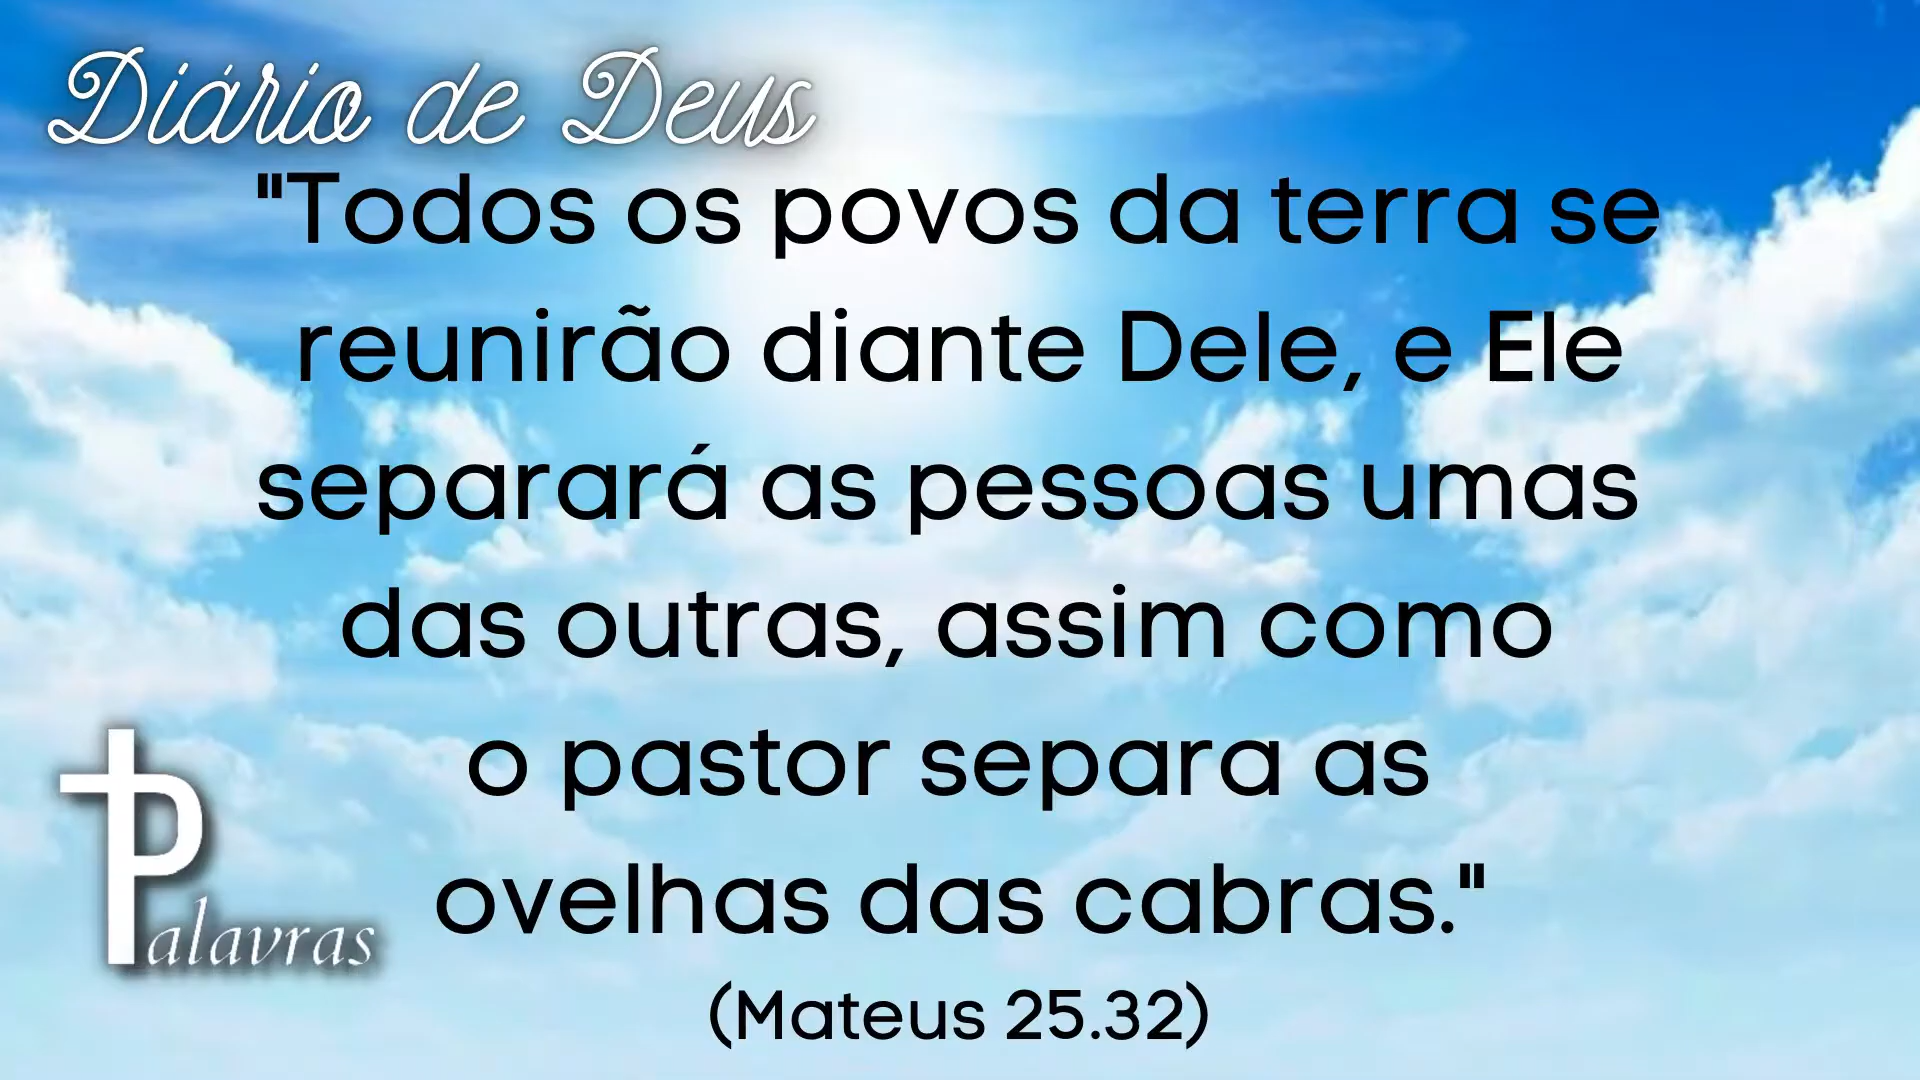 Diário de Deus
"Todos os povos da terra se
reunirão diante Dele, e Ele
separará as pessoas umas
das outras, assim como
o pastor separa as
ovelhas das cabras."
Palavras
(Mateus 25.32)